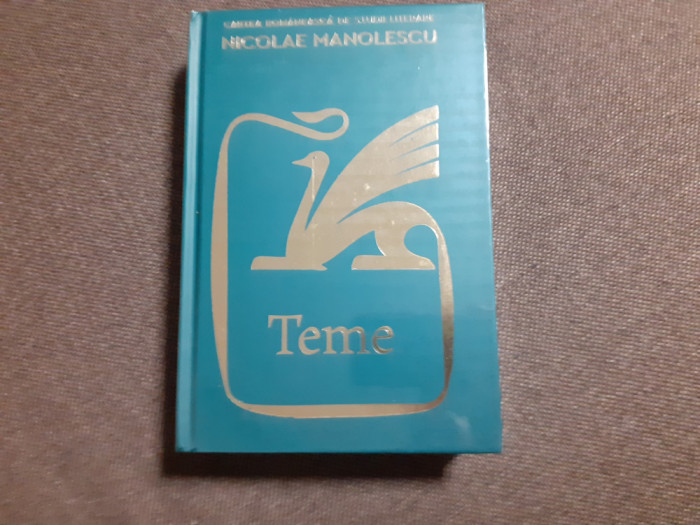 CARTEA ROMÂNEASCĂ DE STUDII LITERARE
NICOLAE MANOLESCU
Teme